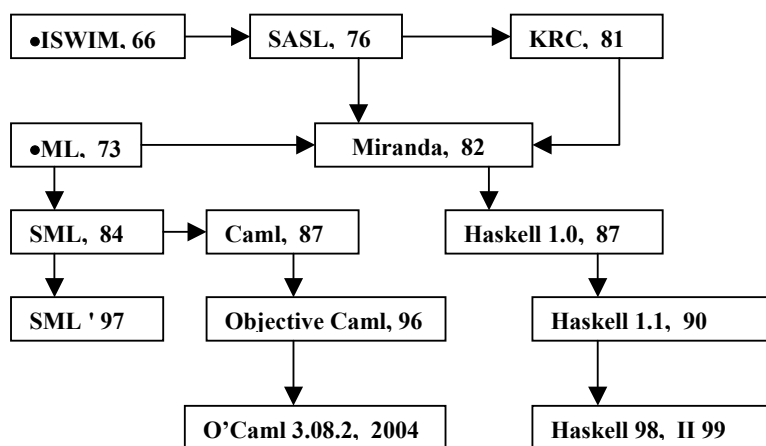 ●ISWIM, 66
SASL, 76
KRC, 81
●ML, 73
Miranda, 82
SML, 84
Caml, 87
Haskell 1.0, 87
SML ' 97
Objective Caml, 96
Haskell 1.1, 90
O’Caml 3.08.2, 2004
Haskell 98, II 99